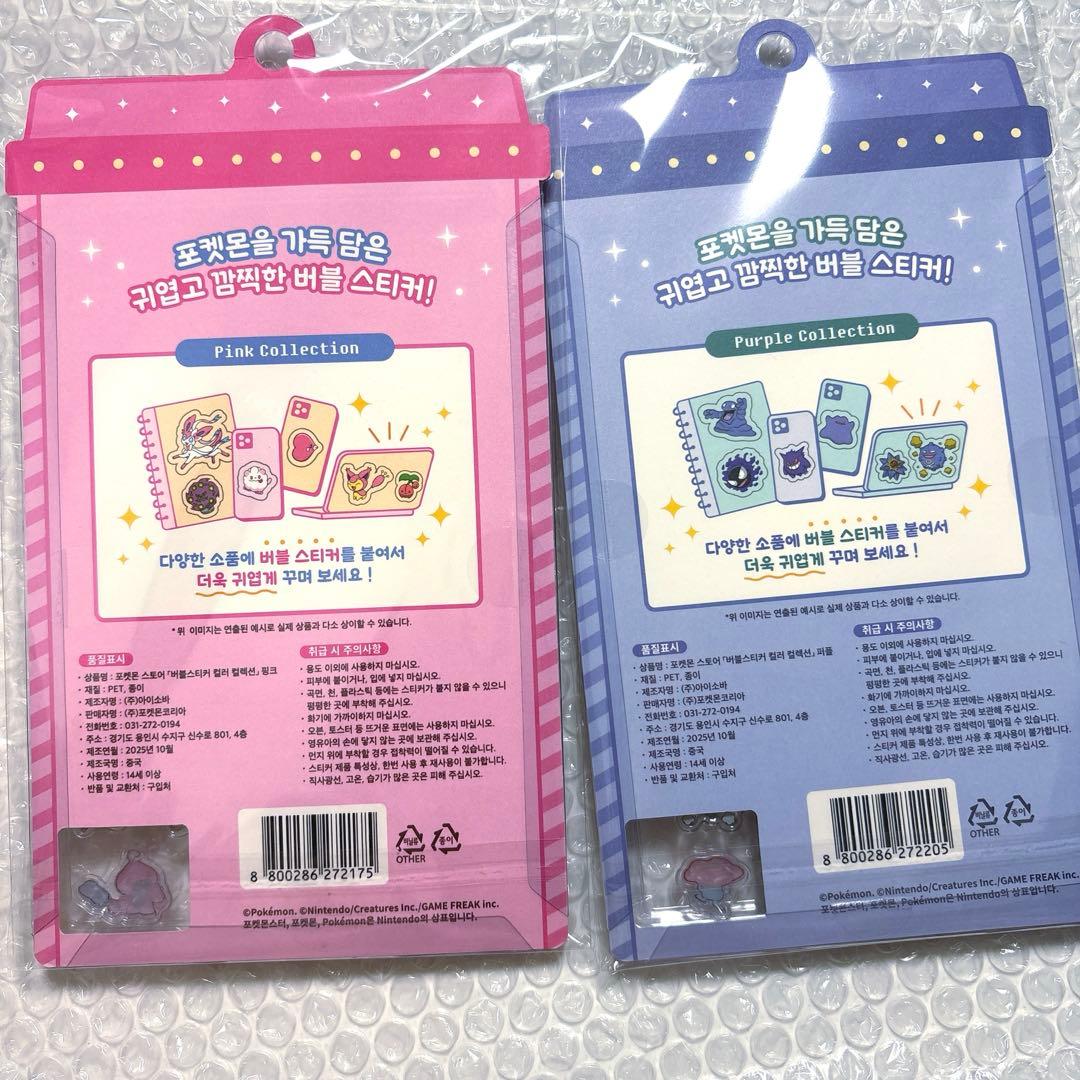 포켓몬을 가득 담은
귀엽고 깜찍한 버블 스티커!
Pink Collection
다양한 소품에 버블 스티커를 붙여서
더욱 귀엽게 꾸며 보세요!
*위 이미지는 연출된 예시로 실제 상품과 다소 상이할 수 있습니다.
품질표시
· 상품명 : 포켓몬 스토어 「버블스티커 컬러 컬렉션」 핑크
· 재질 : PET, 종이
· 제조자명 : (주)아이소바
· 판매자명 : (주)포켓몬코리아
· 전화번호 : 031-272-0194
· 주소 : 경기도 용인시 수지구 신수로 801, 4층
· 제조연월 : 2025년 10월
· 제조국명 : 중국
· 사용연령 : 14세 이상
· 반품 및 교환처 : 구입처
취급 시 주의사항
· 용도 이외에 사용하지 마십시오.
· 피부에 붙이거나, 입에 넣지 마십시오.
· 곡면, 천, 플라스틱 등에는 스티커가 붙지 않을 수 있으니
평평한 곳에 부착해 주십시오.
· 화기에 가까이하지 마십시오.
· 오븐, 토스터 등 뜨거운 표면에는 사용하지 마십시오.
· 영유아의 손에 닿지 않는 곳에 보관해 주십시오.
· 먼지 위에 부착할 경우 접착력이 떨어질 수 있습니다.
· 스티커 제품 특성상, 한번 사용 후 재사용이 불가합니다.
· 직사광선, 고온, 습기가 많은 곳은 피해 주십시오.
8 800286 272175
비닐류
OTHER
종이
©Pokémon. ©Nintendo/Creatures Inc./GAME FREAK inc.
포켓몬스터, 포켓몬, Pokémon은 Nintendo의 상표입니다.
포켓몬을 가득 담은
귀엽고 깜찍한 버블 스티커!
Purple Collection
다양한 소품에 버블 스티커를 붙여서
더욱 귀엽게 꾸며 보세요!
*위 이미지는 연출된 예시로 실제 상품과 다소 상이할 수 있습니다.
품질표시
· 상품명 : 포켓몬 스토어 「버블스티커 컬러 컬렉션」 퍼플
· 재질 : PET, 종이
· 제조자명 : (주)아이소바
· 판매자명 : (주)포켓몬코리아
· 전화번호 : 031-272-0194
· 주소 : 경기도 용인시 수지구 신수로 801, 4층
· 제조연월 : 2025년 10월
· 제조국명 : 중국
· 사용연령 : 14세 이상
· 반품 및 교환처 : 구입처
취급 시 주의사항
· 용도 이외에 사용하지 마십시오.
· 피부에 붙이거나, 입에 넣지 마십시오.
· 곡면, 천, 플라스틱 등에는 스티커가 붙지 않을 수 있으니
평평한 곳에 부착해 주십시오.
· 화기에 가까이하지 마십시오.
· 오븐, 토스터 등 뜨거운 표면에는 사용하지 마십시오.
· 영유아의 손에 닿지 않는 곳에 보관해 주십시오.
· 먼지 위에 부착할 경우 접착력이 떨어질 수 있습니다.
· 스티커 제품 특성상, 한번 사용 후 재사용이 불가합니다.
· 직사광선, 고온, 습기가 많은 곳은 피해 주십시오.
8 800286 272205
비닐류
OTHER
종이
©Pokémon. ©Nintendo/Creatures Inc./GAME FREAK inc.
포켓몬스터, 포켓몬, Pokémon은 Nintendo의 상표입니다.